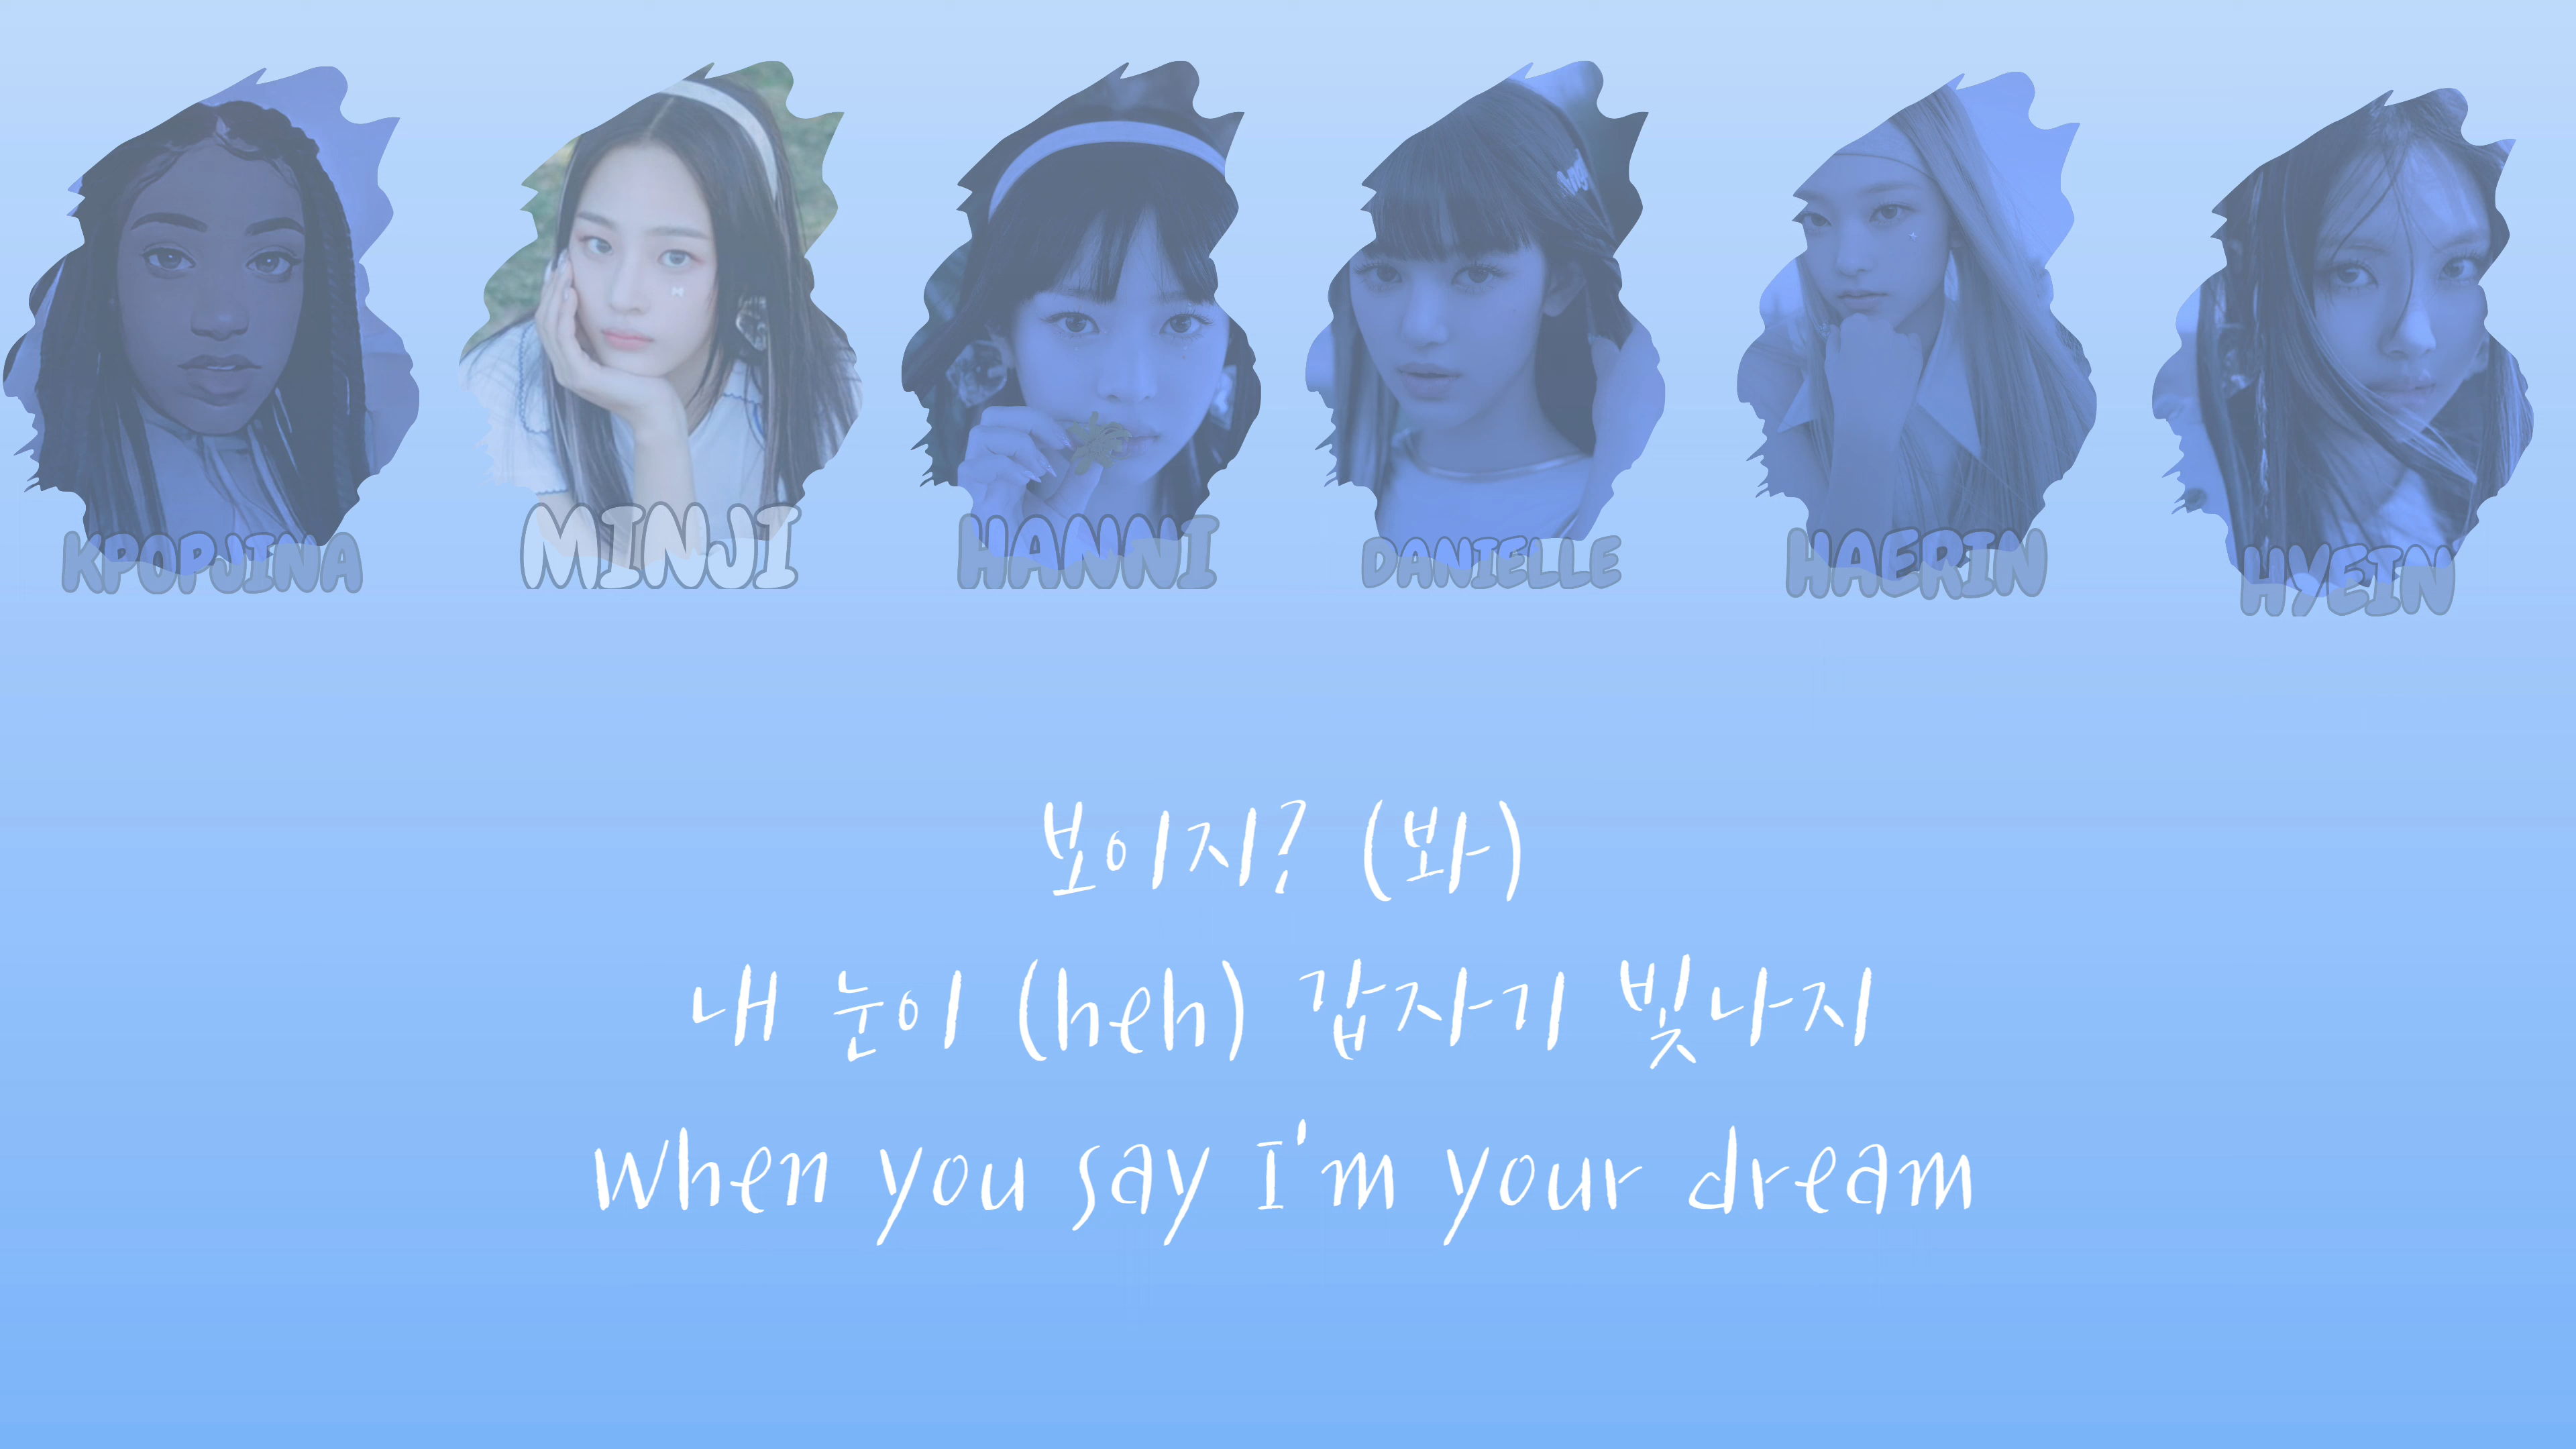 KPOPJINA MINJI HANNI DANIELLE HAERIN HYEIN
보이지? (봐)
내 눈이 (heh) 갑자기 빛나지
When you say I'm your dream